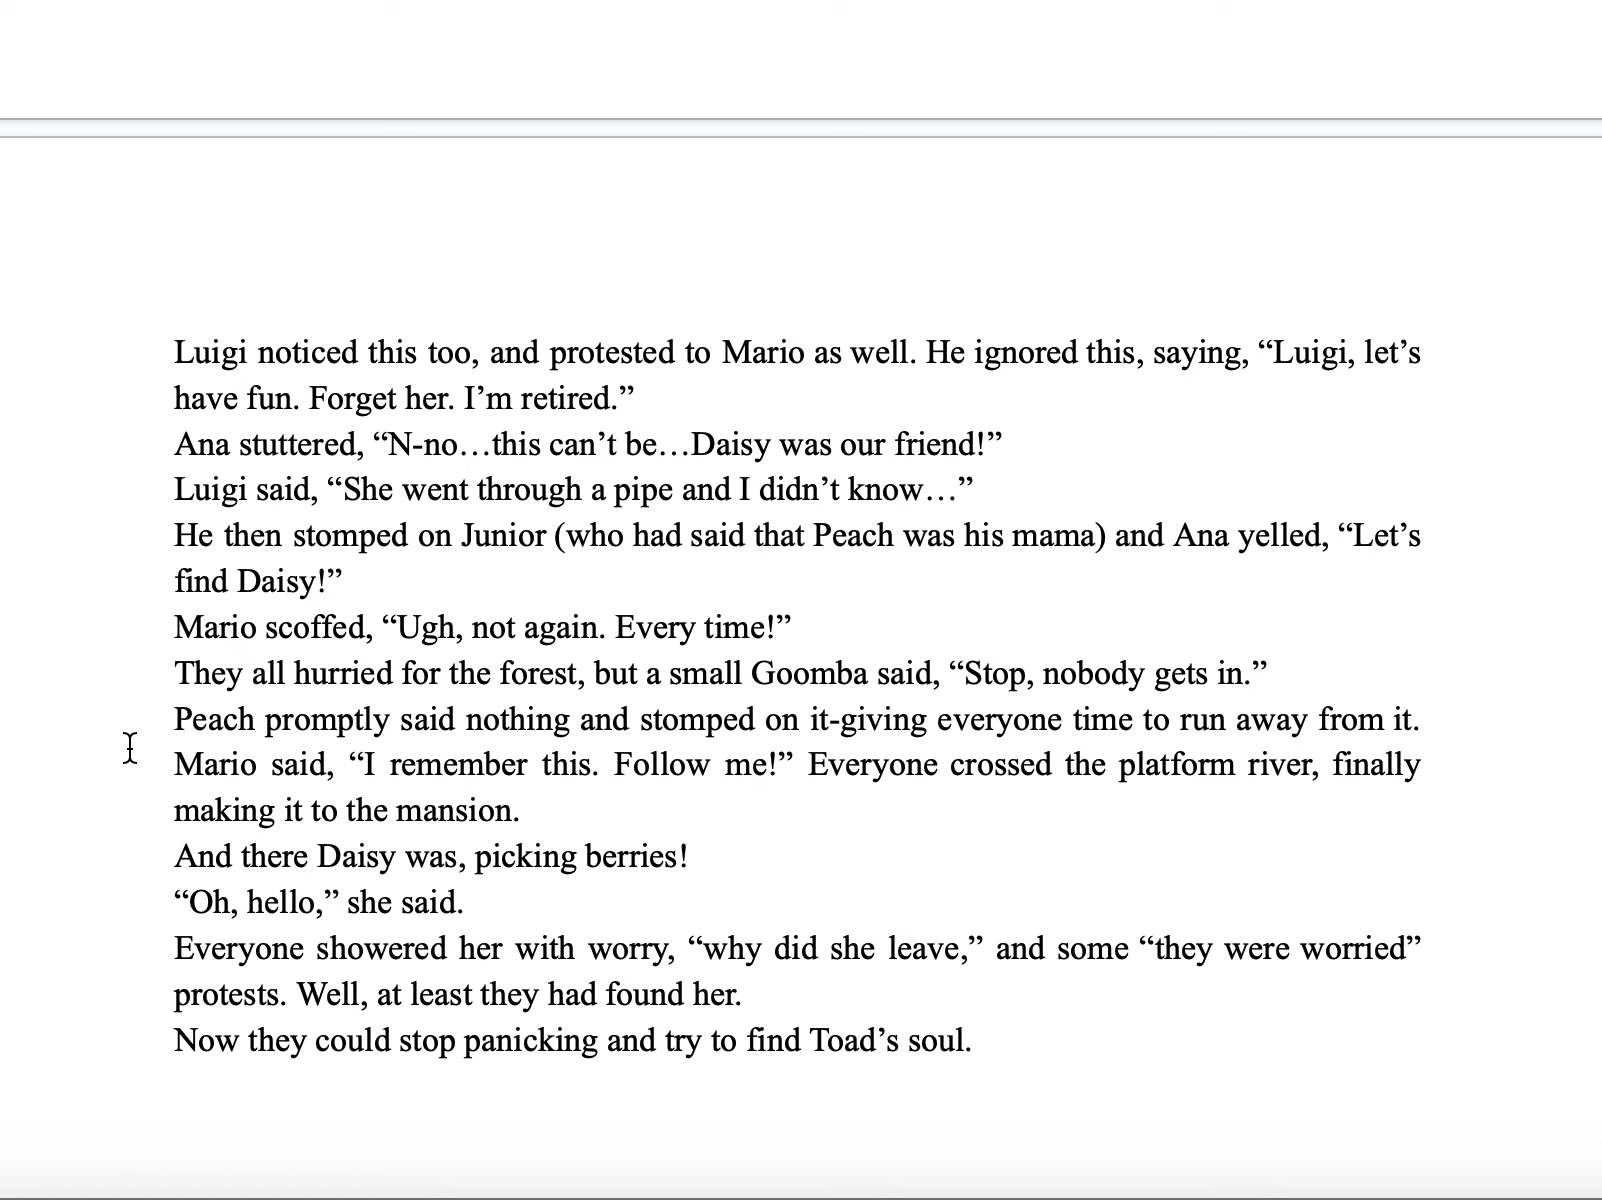 Luigi noticed this too, and protested to Mario as well. He ignored this, saying, “Luigi, let’s
have fun. Forget her. I’m retired.”
Ana stuttered, “N-no…this can’t be…Daisy was our friend!”
Luigi said, “She went through a pipe and I didn’t know…”
He then stomped on Junior (who had said that Peach was his mama) and Ana yelled, “Let’s
find Daisy!”
Mario scoffed, “Ugh, not again. Every time!”
They all hurried for the forest, but a small Goomba said, “Stop, nobody gets in.”
Peach promptly said nothing and stomped on it-giving everyone time to run away from it.
Mario said, “I remember this. Follow me!” Everyone crossed the platform river, finally
making it to the mansion.
And there Daisy was, picking berries!
“Oh, hello,” she said.
Everyone showered her with worry, “why did she leave,” and some “they were worried”
protests. Well, at least they had found her.
Now they could stop panicking and try to find Toad’s soul.